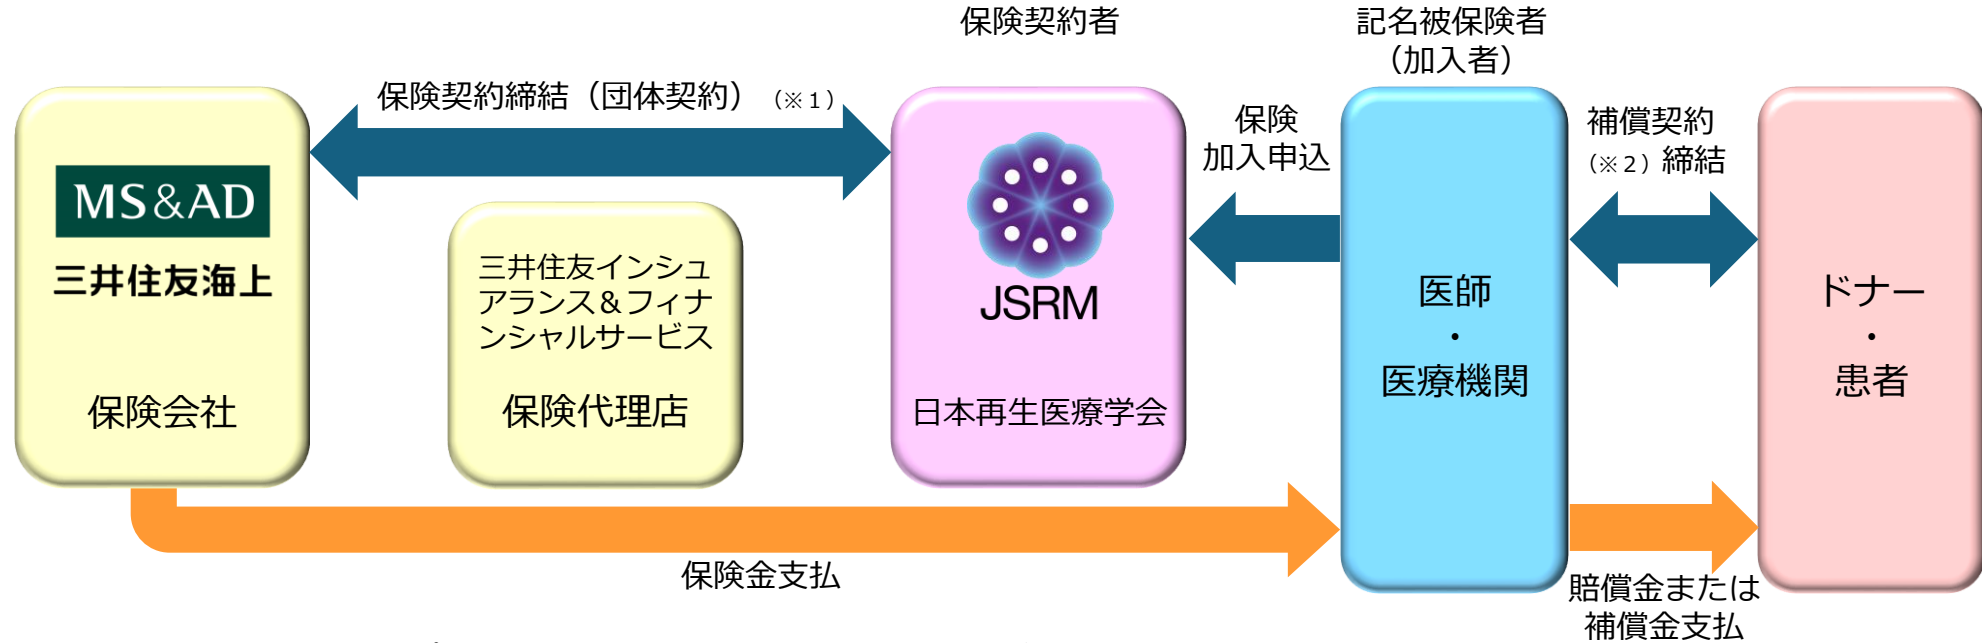 保険契約者
記名被保険者
（加入者）
保険契約締結（団体契約）（※１）
保険
加入申込
補償契約
（※２）締結
MS&AD
三井住友海上
保険会社
三井住友インシュ
アランス＆フィナ
ンシャルサービス
保険代理店
JSRM
日本再生医療学会
医師
・
医療機関
ドナー
・
患者
保険金支払
賠償金または
補償金支払